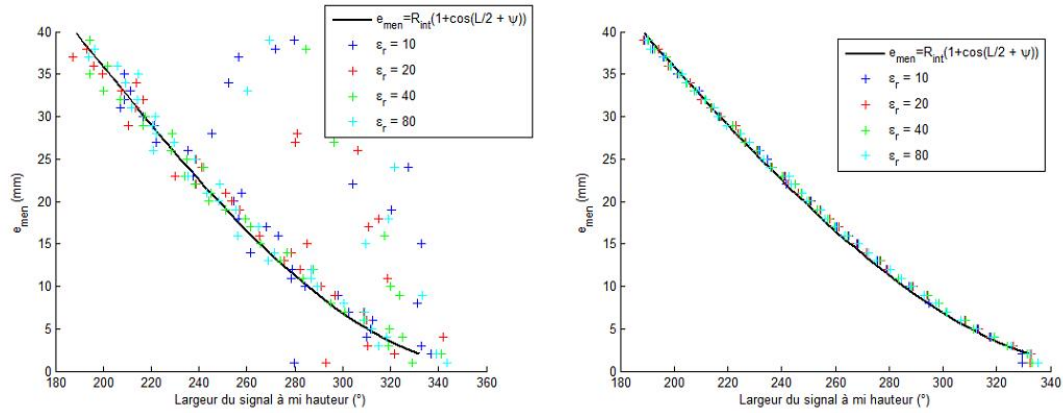 e_men=R_int(1+cos(L/2 + ψ))
ε_r = 10
ε_r = 20
ε_r = 40
ε_r = 80
e_men (mm)
40
35
30
25
20
15
10
5
0
180 200 220 240 260 280 300 320 340 360
Largeur du signal à mi hauteur (°)
e_men=R_int(1+cos(L/2 + ψ))
ε_r = 10
ε_r = 20
ε_r = 40
ε_r = 80
e_men (mm)
40
35
30
25
20
15
10
5
0
180 200 220 240 260 280 300 320 340
Largeur du signal à mi hauteur (°)